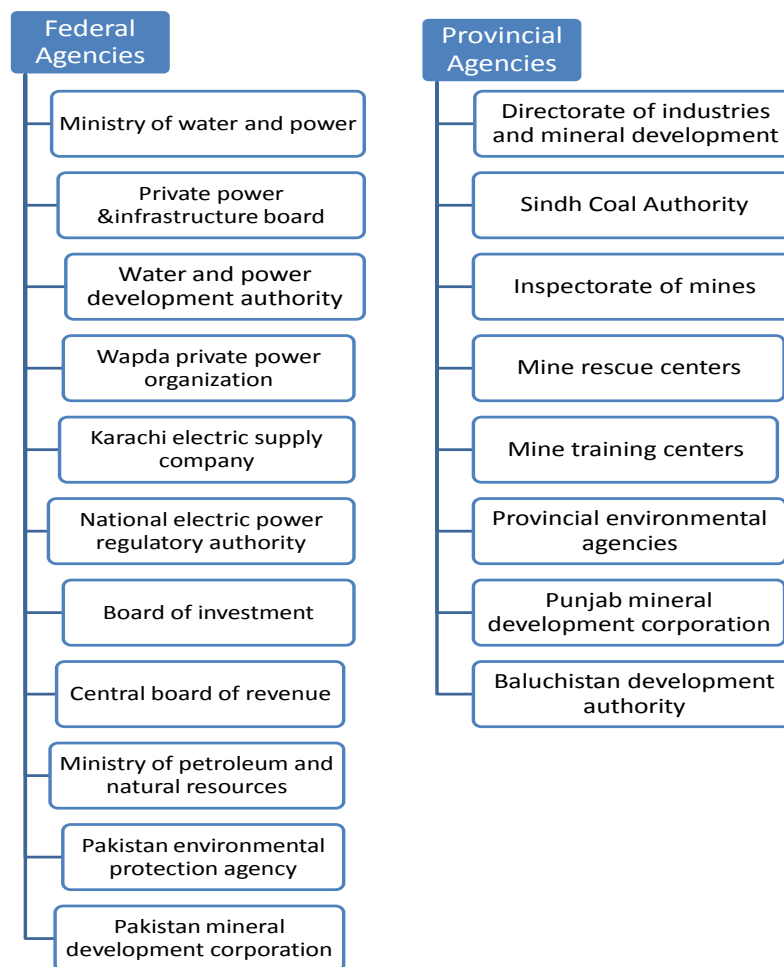 Federal
Agencies
Ministry of water and power
Private power
&infrastructure board
Water and power
development authority
Wapda private power
organization
Karachi electric supply
company
National electric power
regulatory authority
Board of investment
Central board of revenue
Ministry of petroleum and
natural resources
Pakistan environmental
protection agency
Pakistan mineral
development corporation
Provincial
Agencies
Directorate of industries
and mineral development
Sindh Coal Authority
Inspectorate of mines
Mine rescue centers
Mine training centers
Provincial environmental
agencies
Punjab mineral
development corporation
Baluchistan development
authority